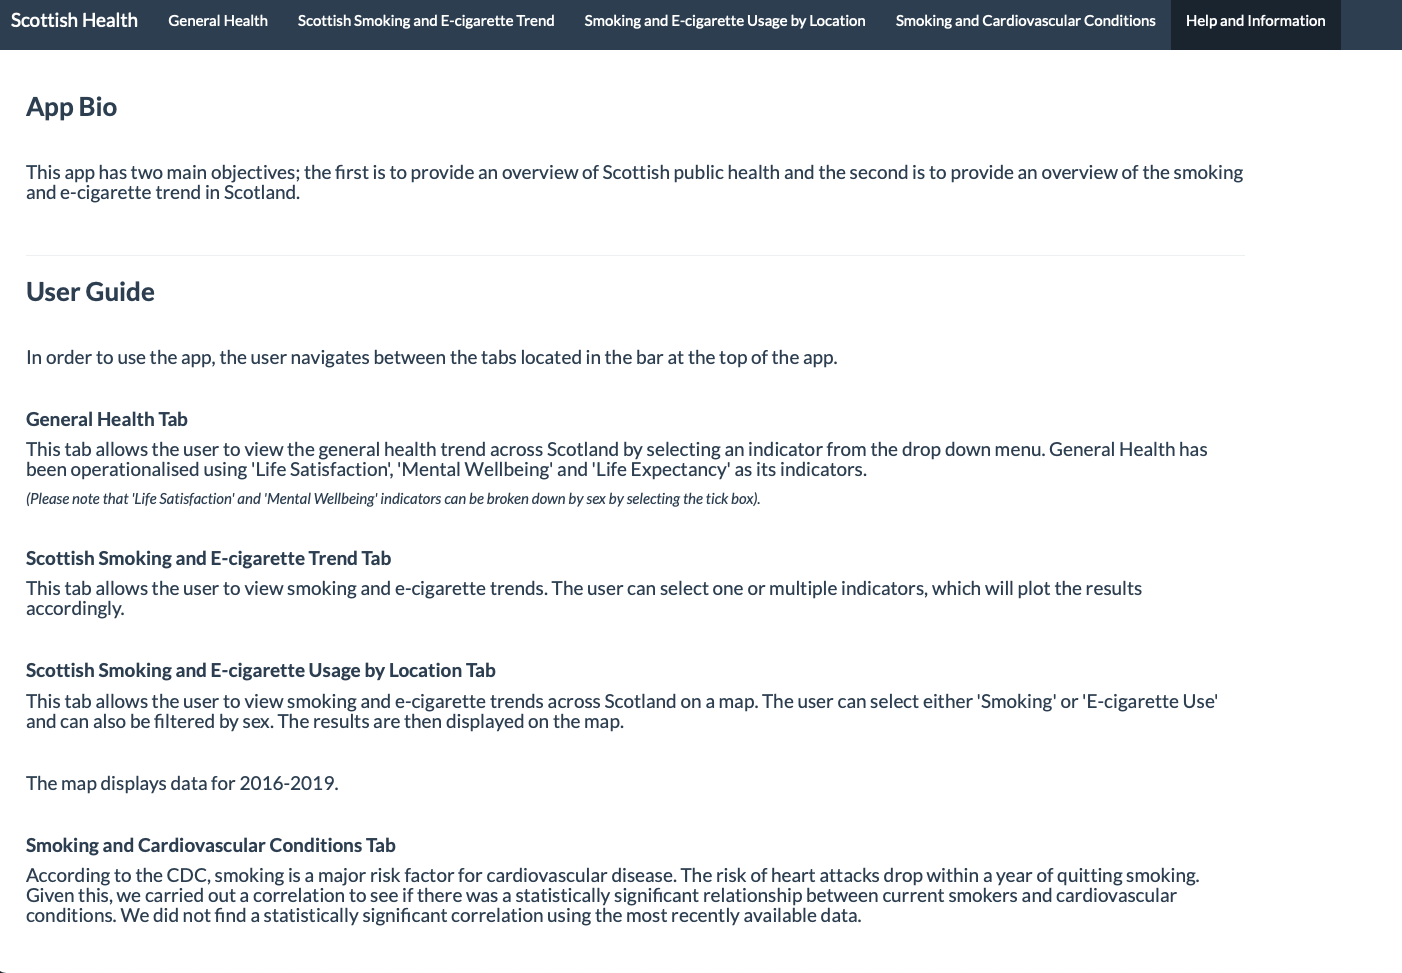 Scottish Health General Health Scottish Smoking and E-cigarette Trend Smoking and E-cigarette Usage by Location Smoking and Cardiovascular Conditions Help and Information
App Bio
This app has two main objectives; the first is to provide an overview of Scottish public health and the second is to provide an overview of the smoking
and e-cigarette trend in Scotland.
User Guide
In order to use the app, the user navigates between the tabs located in the bar at the top of the app.
General Health Tab
This tab allows the user to view the general health trend across Scotland by selecting an indicator from the drop down menu. General Health has
been operationalised using 'Life Satisfaction', 'Mental Wellbeing' and 'Life Expectancy' as its indicators.
(Please note that 'Life Satisfaction' and 'Mental Wellbeing' indicators can be broken down by sex by selecting the tick box).
Scottish Smoking and E-cigarette Trend Tab
This tab allows the user to view smoking and e-cigarette trends. The user can select one or multiple indicators, which will plot the results
accordingly.
Scottish Smoking and E-cigarette Usage by Location Tab
This tab allows the user to view smoking and e-cigarette trends across Scotland on a map. The user can select either 'Smoking' or 'E-cigarette Use'
and can also be filtered by sex. The results are then displayed on the map.
The map displays data for 2016-2019.
Smoking and Cardiovascular Conditions Tab
According to the CDC, smoking is a major risk factor for cardiovascular disease. The risk of heart attacks drop within a year of quitting smoking.
Given this, we carried out a correlation to see if there was a statistically significant relationship between current smokers and cardiovascular
conditions. We did not find a statistically significant correlation using the most recently available data.